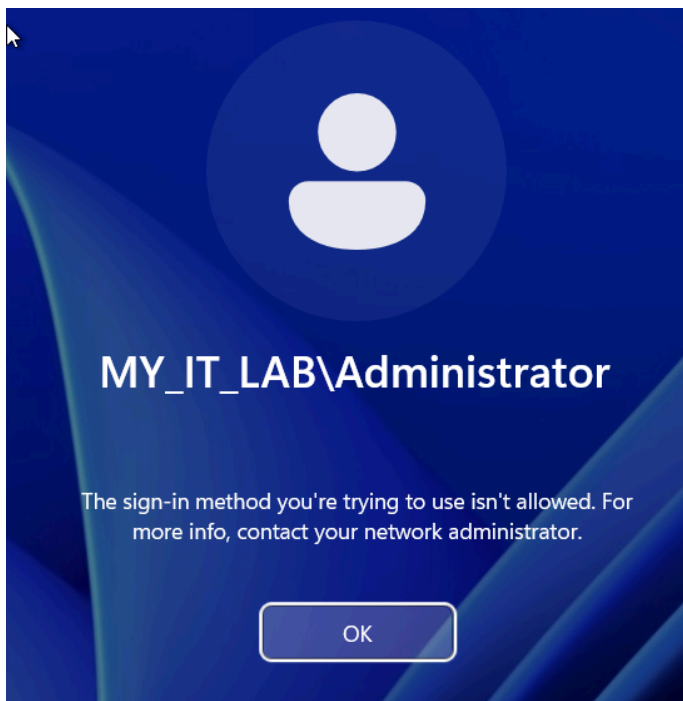 MY_IT_LAB\Administrator
The sign-in method you're trying to use isn't allowed. For
more info, contact your network administrator.
OK